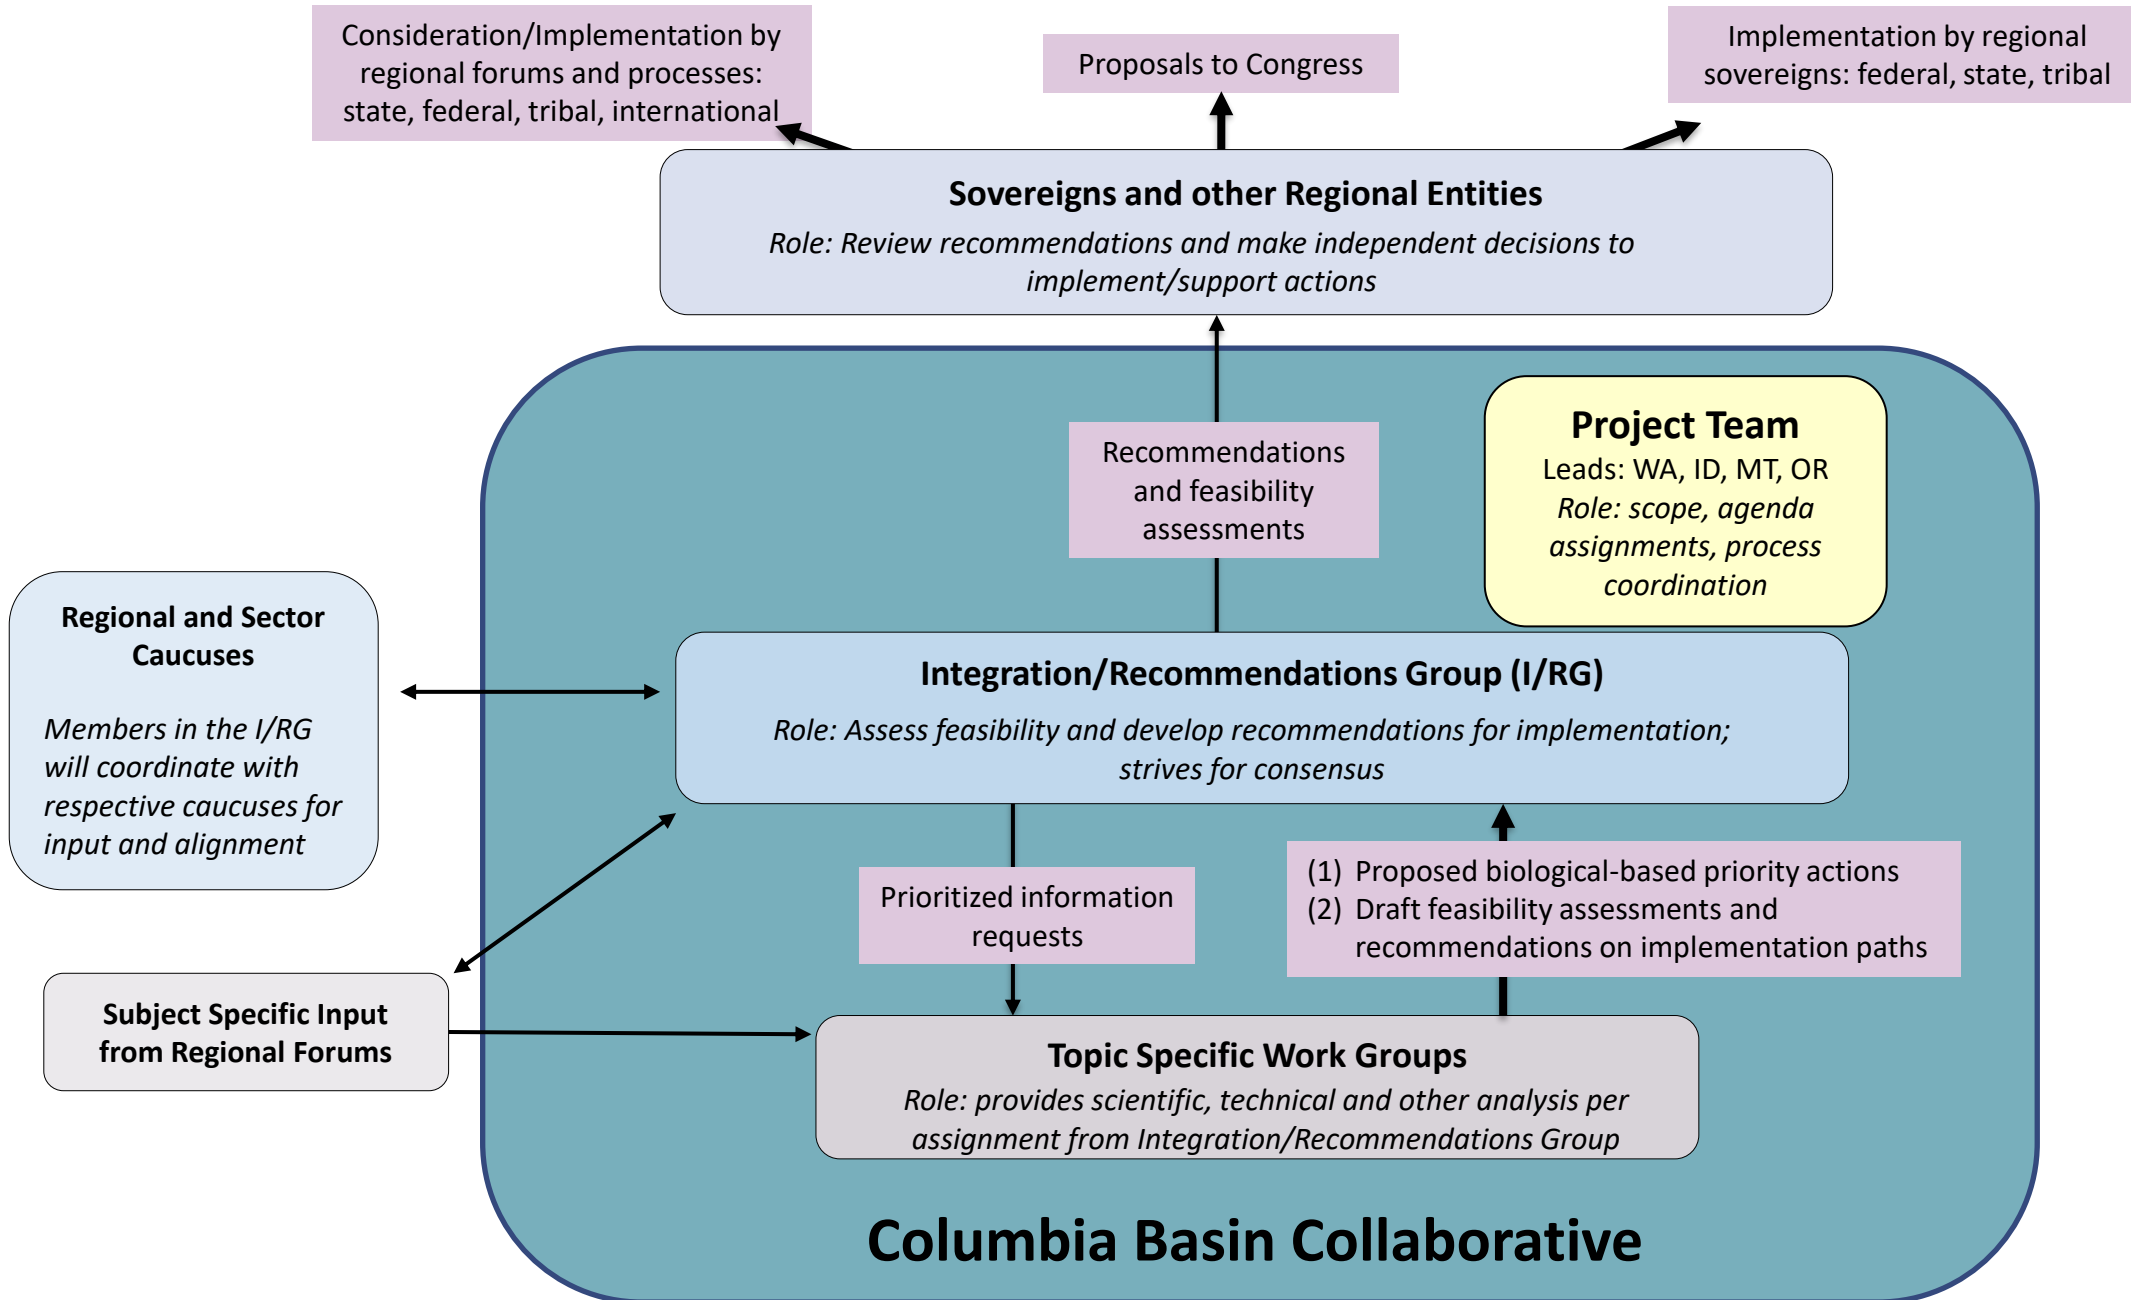 Consideration/Implementation by
regional forums and processes:
state, federal, tribal, international
Proposals to Congress
Implementation by regional
sovereigns: federal, state, tribal
Sovereigns and other Regional Entities
Role: Review recommendations and make independent decisions to
implement/support actions
Recommendations
and feasibility
assessments
Project Team
Leads: WA, ID, MT, OR
Role: scope, agenda
assignments, process
coordination
Regional and Sector
Caucuses
Members in the I/RG
will coordinate with
respective caucuses for
input and alignment
Integration/Recommendations Group (I/RG)
Role: Assess feasibility and develop recommendations for implementation;
strives for consensus
Prioritized information
requests
(1) Proposed biological-based priority actions
(2) Draft feasibility assessments and
recommendations on implementation paths
Subject Specific Input
from Regional Forums
Topic Specific Work Groups
Role: provides scientific, technical and other analysis per
assignment from Integration/Recommendations Group
Columbia Basin Collaborative